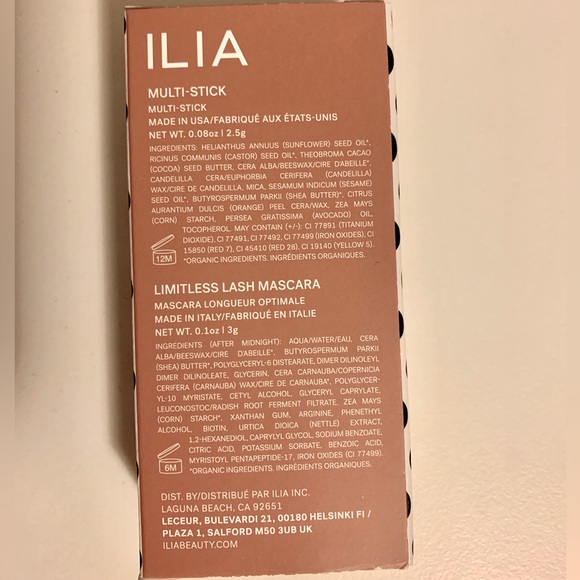 ILIA
MULTI-STICK
MULTI-STICK
MADE IN USA/FABRIQUÉ AUX ÉTATS-UNIS
NET WT. 0.08oz | 2.5g
INGREDIENTS: HELIANTHUS ANNUUS (SUNFLOWER) SEED OIL*,
RICINUS COMMUNIS (CASTOR) SEED OIL*, THEOBROMA CACAO
(COCOA) SEED BUTTER, CERA ALBA/BEESWAX/CIRE DÀBEILLE*,
CANDELILLA CERA/EUPHORBIA CERIFERA (CANDELILLA)
WAX/CIRE DE CANDELILLA, MICA, SESAMUM INDICUM (SESAME)
SEED OIL*, BUTYROSPERMUM PARKII (SHEA BUTTER)*, CITRUS
AURANTIUM DULCIS (ORANGE) PEEL CERA/WAX, ZEA MAYS
(CORN) STARCH, PERSEA GRATISSIMA (AVOCADO) OIL,
TOCOPHEROL. MAY CONTAIN (+/-): CI 77891 (TITANIUM
DIOXIDE), CI 77491, CI 77492, CI 77499 (IRON OXIDES), CI
15850 (RED 7), CI 45410 (RED 28), CI 19140 (YELLOW 5).
12M *ORGANIC INGREDIENTS. INGRÉDIENTS ORGANIQUES.
LIMITLESS LASH MASCARA
MASCARA LONGUEUR OPTIMALE
MADE IN ITALY/FABRIQUÉ EN ITALIE
NET WT. 0.1oz | 3g
INGREDIENTS (AFTER MIDNIGHT): AQUA/WATER/EAU, CERA
ALBA/BEESWAX/CIRE D'ABEILLE*, BUTYROSPERMUM PARKII
(SHEA) BUTTER*, POLYGLYCERYL-6 DISTEARATE, DIMER DILINOLEYL
DIMER DILINOLEATE, GLYCERIN, CERA CARNAUBA/COPERNICIA
CERIFERA (CARNAUBA) WAX/CIRE DE CARNAUBA*, POLYGLYCER-
YL-10 MYRISTATE, CETYL ALCOHOL, GLYCERYL CAPRYLATE,
LEUCONOSTOC/RADISH ROOT FERMENT FILTRATE, ZEA MAYS
(CORN) STARCH*, XANTHAN GUM, ARGININE, PHENETHYL
ALCOHOL, BIOTIN, URTICA DIOICA (NETTLE) EXTRACT,
1,2-HEXANEDIOL, CAPRYLYL GLYCOL, SODIUM BENZOATE,
CITRIC ACID, POTASSIUM SORBATE, BENZOIC ACID,
MYRISTOYL PENTAPEPTIDE-17, IRON OXIDES (CI 77499).
6M *ORGANIC INGREDIENTS. INGRÉDIENTS ORGANIQUES.
DIST. BY/DISTRIBUÉ PAR ILIA INC.
LAGUNA BEACH, CA 92651
LECEUR, BULEVARDI 21, 00180 HELSINKI FI /
PLAZA 1, SALFORD M50 3UB UK
ILIABEAUTY.COM